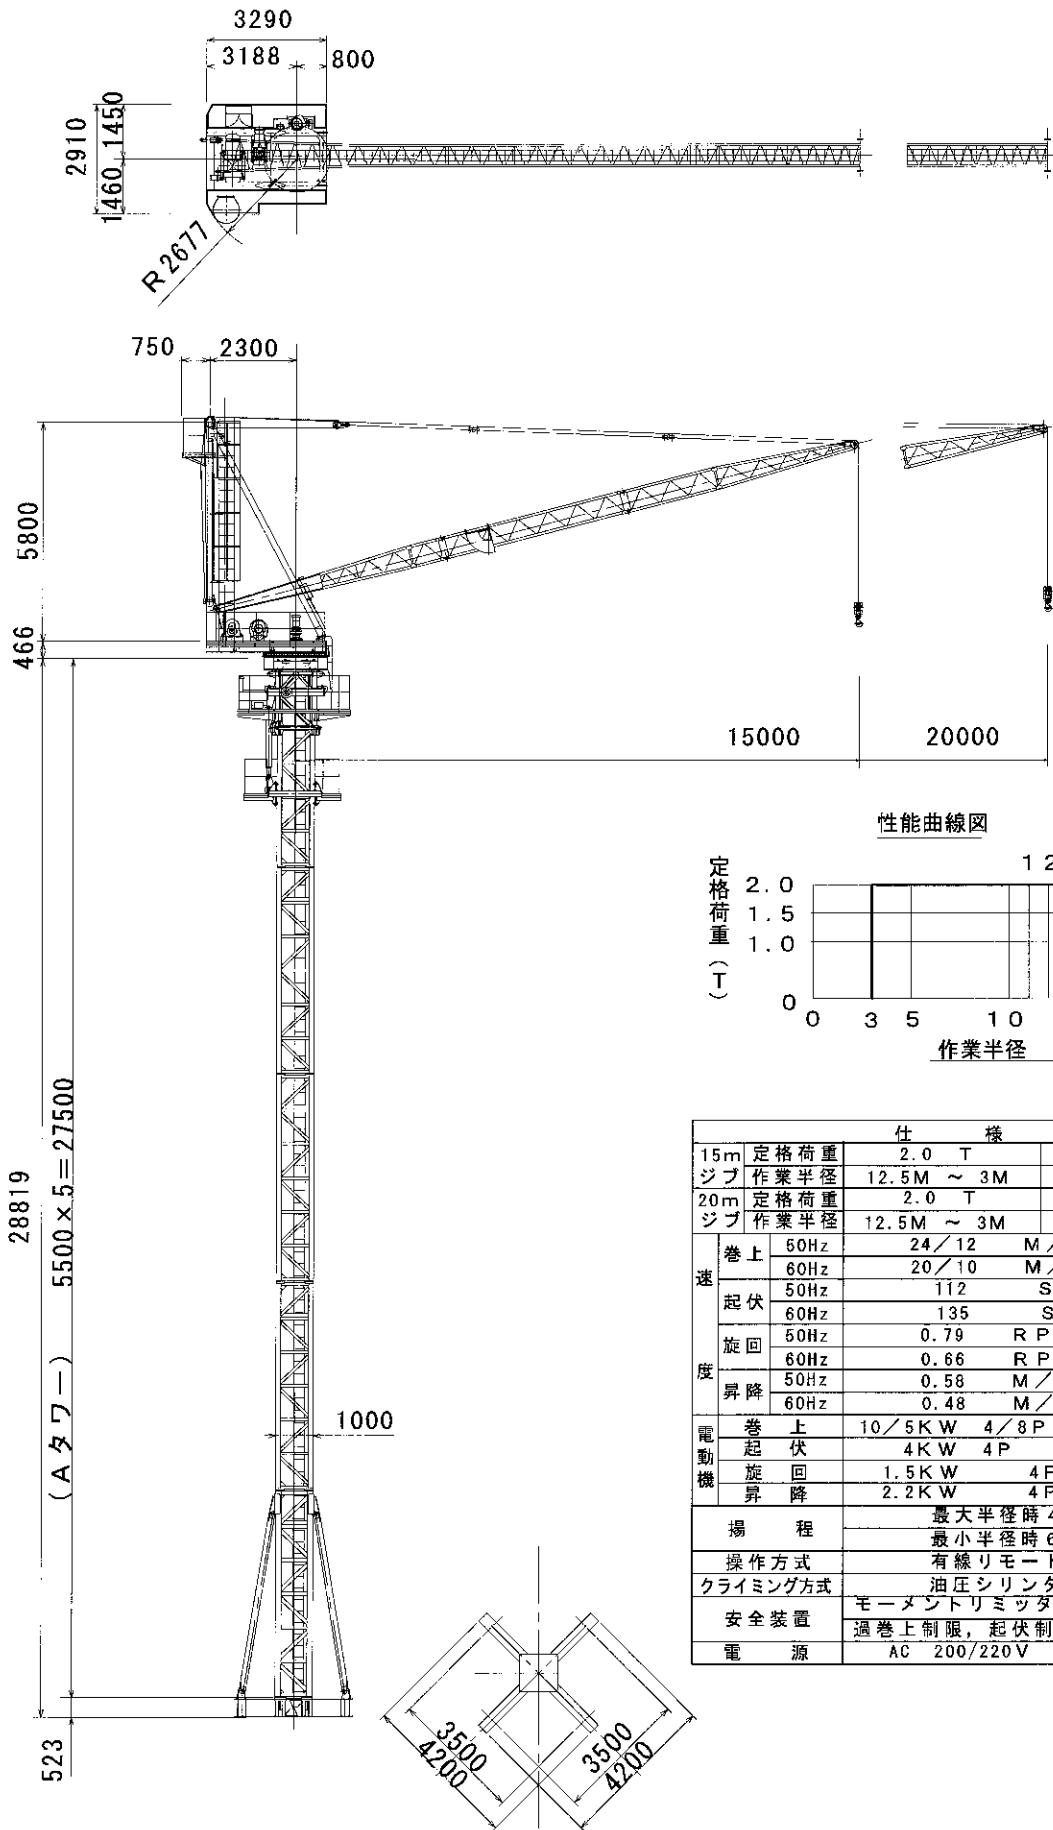 3290
3188
800
2910
1450
1460
R2677
750
2300
5800
466
15000
20000
28819
5500×5=27500
(Aタワー)
1000
523
3500
4200
3500
4200
性能曲線図
定格荷重(T)
12
2.0
1.5
1.0
0
0 3 5 10
作業半径
仕 様
15m ジブ 定格荷重 2.0 T
作業半径 12.5M ~ 3M
20m ジブ 定格荷重 2.0 T
作業半径 12.5M ~ 3M
速度 巻上 50Hz 24/12 M/
60Hz 20/10 M/
起伏 50Hz 112 S
60Hz 135 S
旋回 50Hz 0.79 RP
60Hz 0.66 RP
昇降 50Hz 0.58 M/
60Hz 0.48 M/
電動機 巻上 10/5KW 4/8P
起伏 4KW 4P
旋回 1.5KW 4P
昇降 2.2KW 4P
揚 程 最大半径時4
最小半径時6
操作方式 有線リモート
クライミング方式 油圧シリンダ
安全装置 モーメントリミッタ
過巻上制限,起伏制
電 源 AC 200/220V